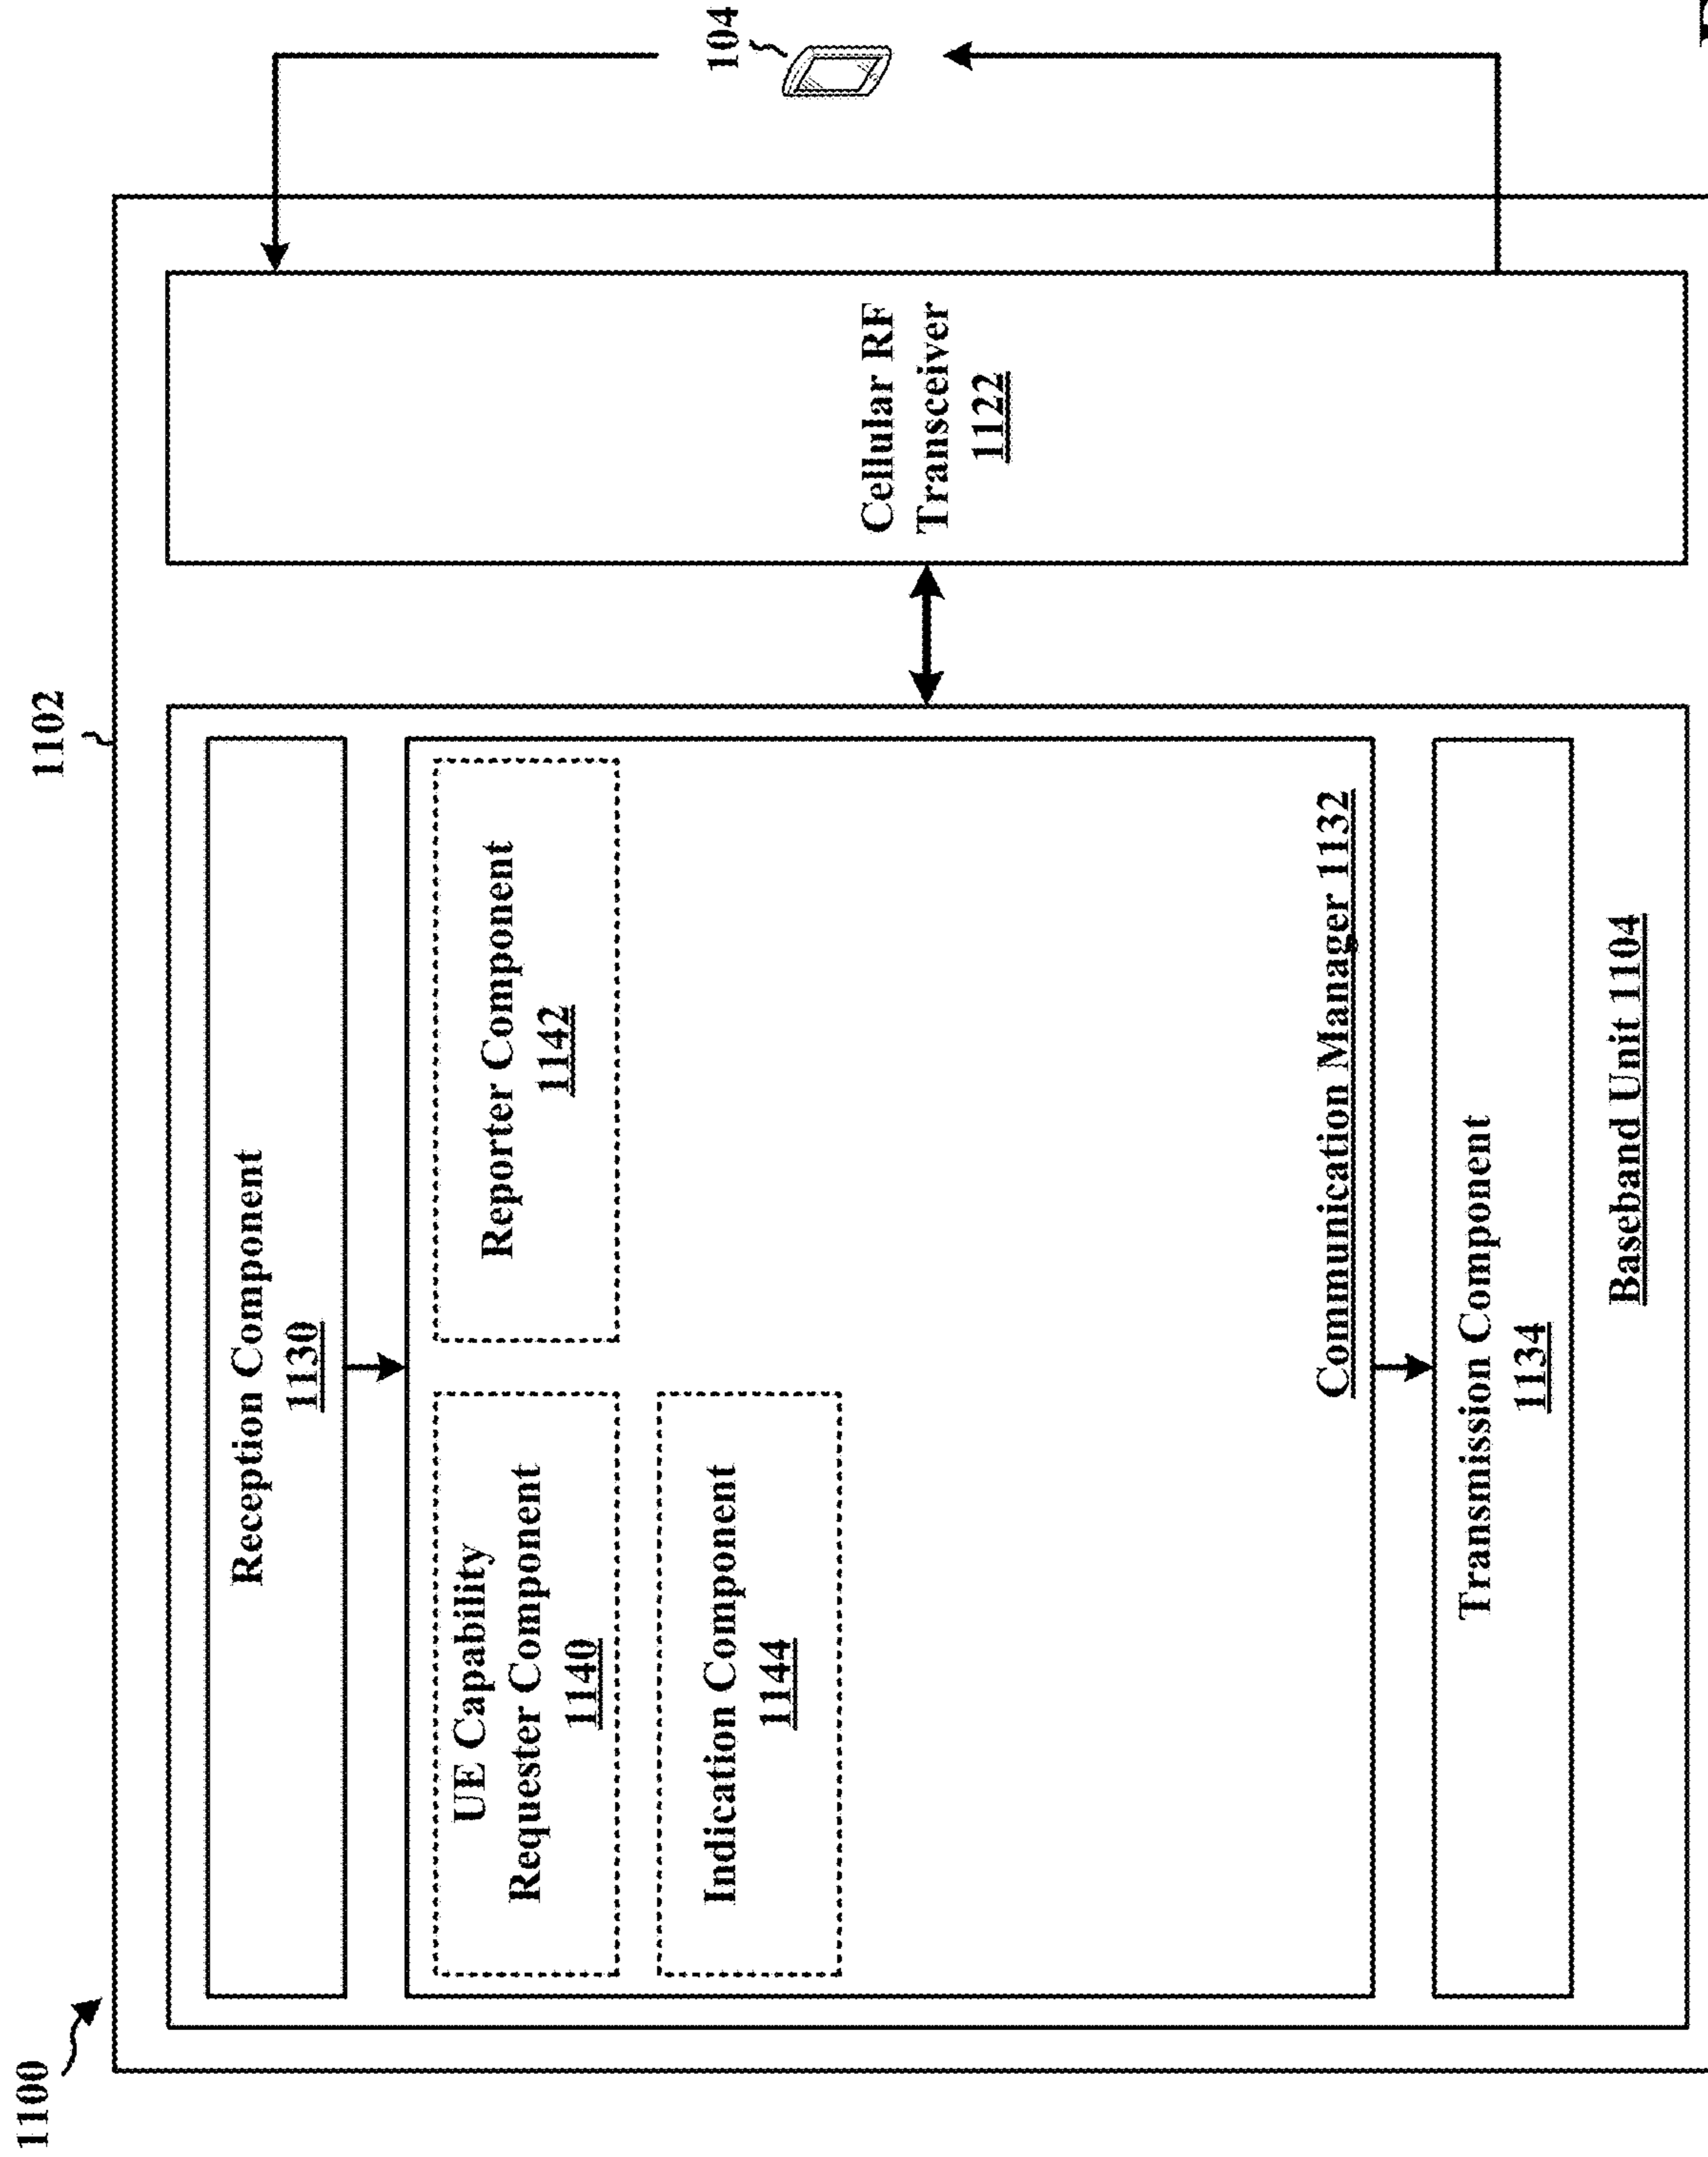 1100
1102
Reception Component
1130
UE Capability
Requester Component
1140
Reporter Component
1142
Indication Component
1144
Communication Manager 1132
Transmission Component
1134
Baseband Unit 1104
Cellular RF
Transceiver
1122
104